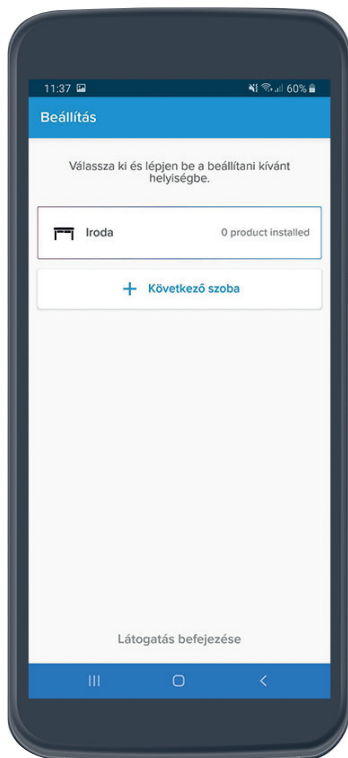 11:37 60%
Beállítás
Válassza ki és lépjen be a beállítani kívánt
helyiségbe.
Iroda 0 product installed
+ Következő szoba
Látogatás befejezése